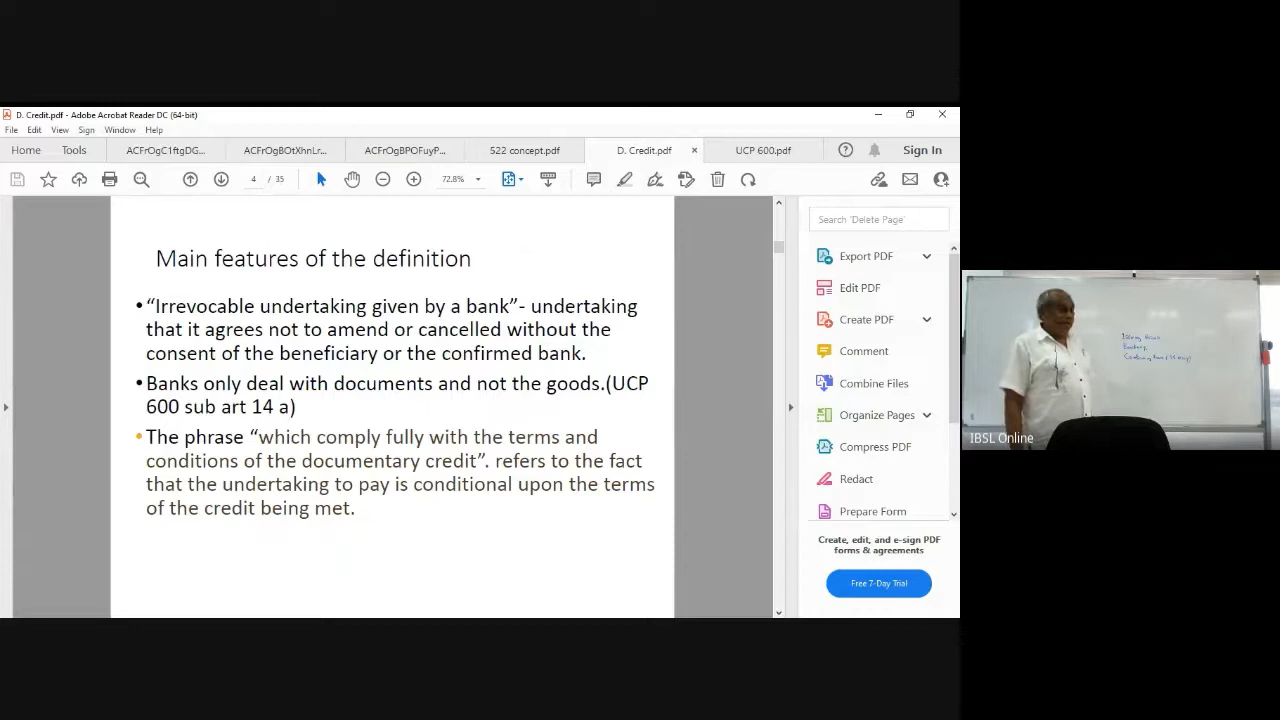 D. Credit.pdf - Adobe Acrobat Reader DC (64-bit)
File Edit View Sign Window Help
Home Tools ACFrOgC1ftgDG... ACFrOgBOtXhnLr... ACFrOgBPOFuyP... 522 concept.pdf D. Credit.pdf × UCP 600.pdf Sign In
4 / 35 72.8%
Main features of the definition
• “Irrevocable undertaking given by a bank”- undertaking
that it agrees not to amend or cancelled without the
consent of the beneficiary or the confirmed bank.
• Banks only deal with documents and not the goods.(UCP
600 sub art 14 a)
• The phrase “which comply fully with the terms and
conditions of the documentary credit”. refers to the fact
that the undertaking to pay is conditional upon the terms
of the credit being met.
Search 'Delete Page'
Export PDF
Edit PDF
Create PDF
Comment
Combine Files
Organize Pages
Compress PDF
Redact
Prepare Form
Create, edit, and e-sign PDF
forms & agreements
Free 7-Day Trial
IBSL Online